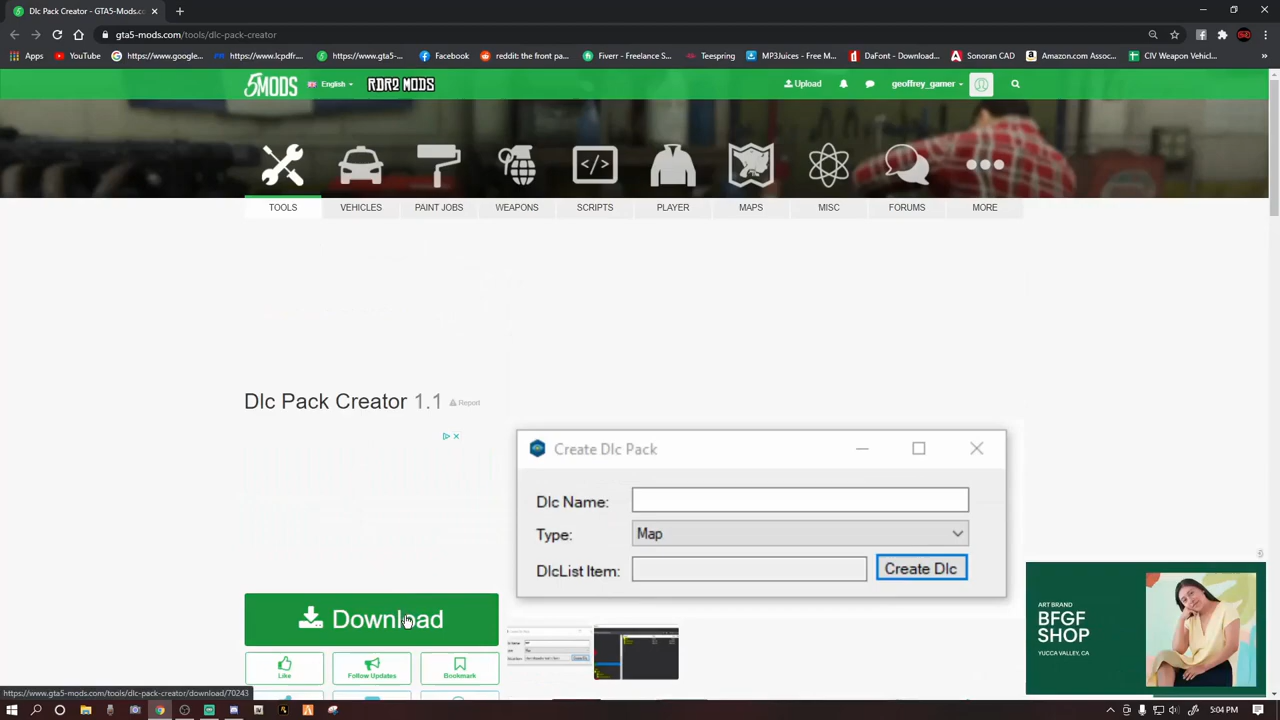 Dlc Pack Creator - GTA5-Mods.co
gta5-mods.com/tools/dlc-pack-creator
Apps YouTube https://www.google... https://www.lcpdfr... https://www.gta5-... Facebook reddit: the front pa... Fiverr - Freelance S... Teespring MP3Juices - Free M... DaFont Sonoran CAD Amazon.com Assoc... CIV Weapon Vehicl...
5MODS English RDR2 MODS Upload geoffrey_gamer
TOOLS VEHICLES PAINT JOBS WEAPONS SCRIPTS PLAYER MAPS MISC FORUMS MORE
Dlc Pack Creator 1.1 Report
Create Dlc Pack
Dlc Name:
Type: Map
DlcList Item: Create Dlc
Download
Like Follow Updates Bookmark
ART BRAND
BFGF
SHOP
YUCCA VALLEY, CA
https://www.gta5-mods.com/tools/dlc-pack-creator/download/70243
5:04 PM